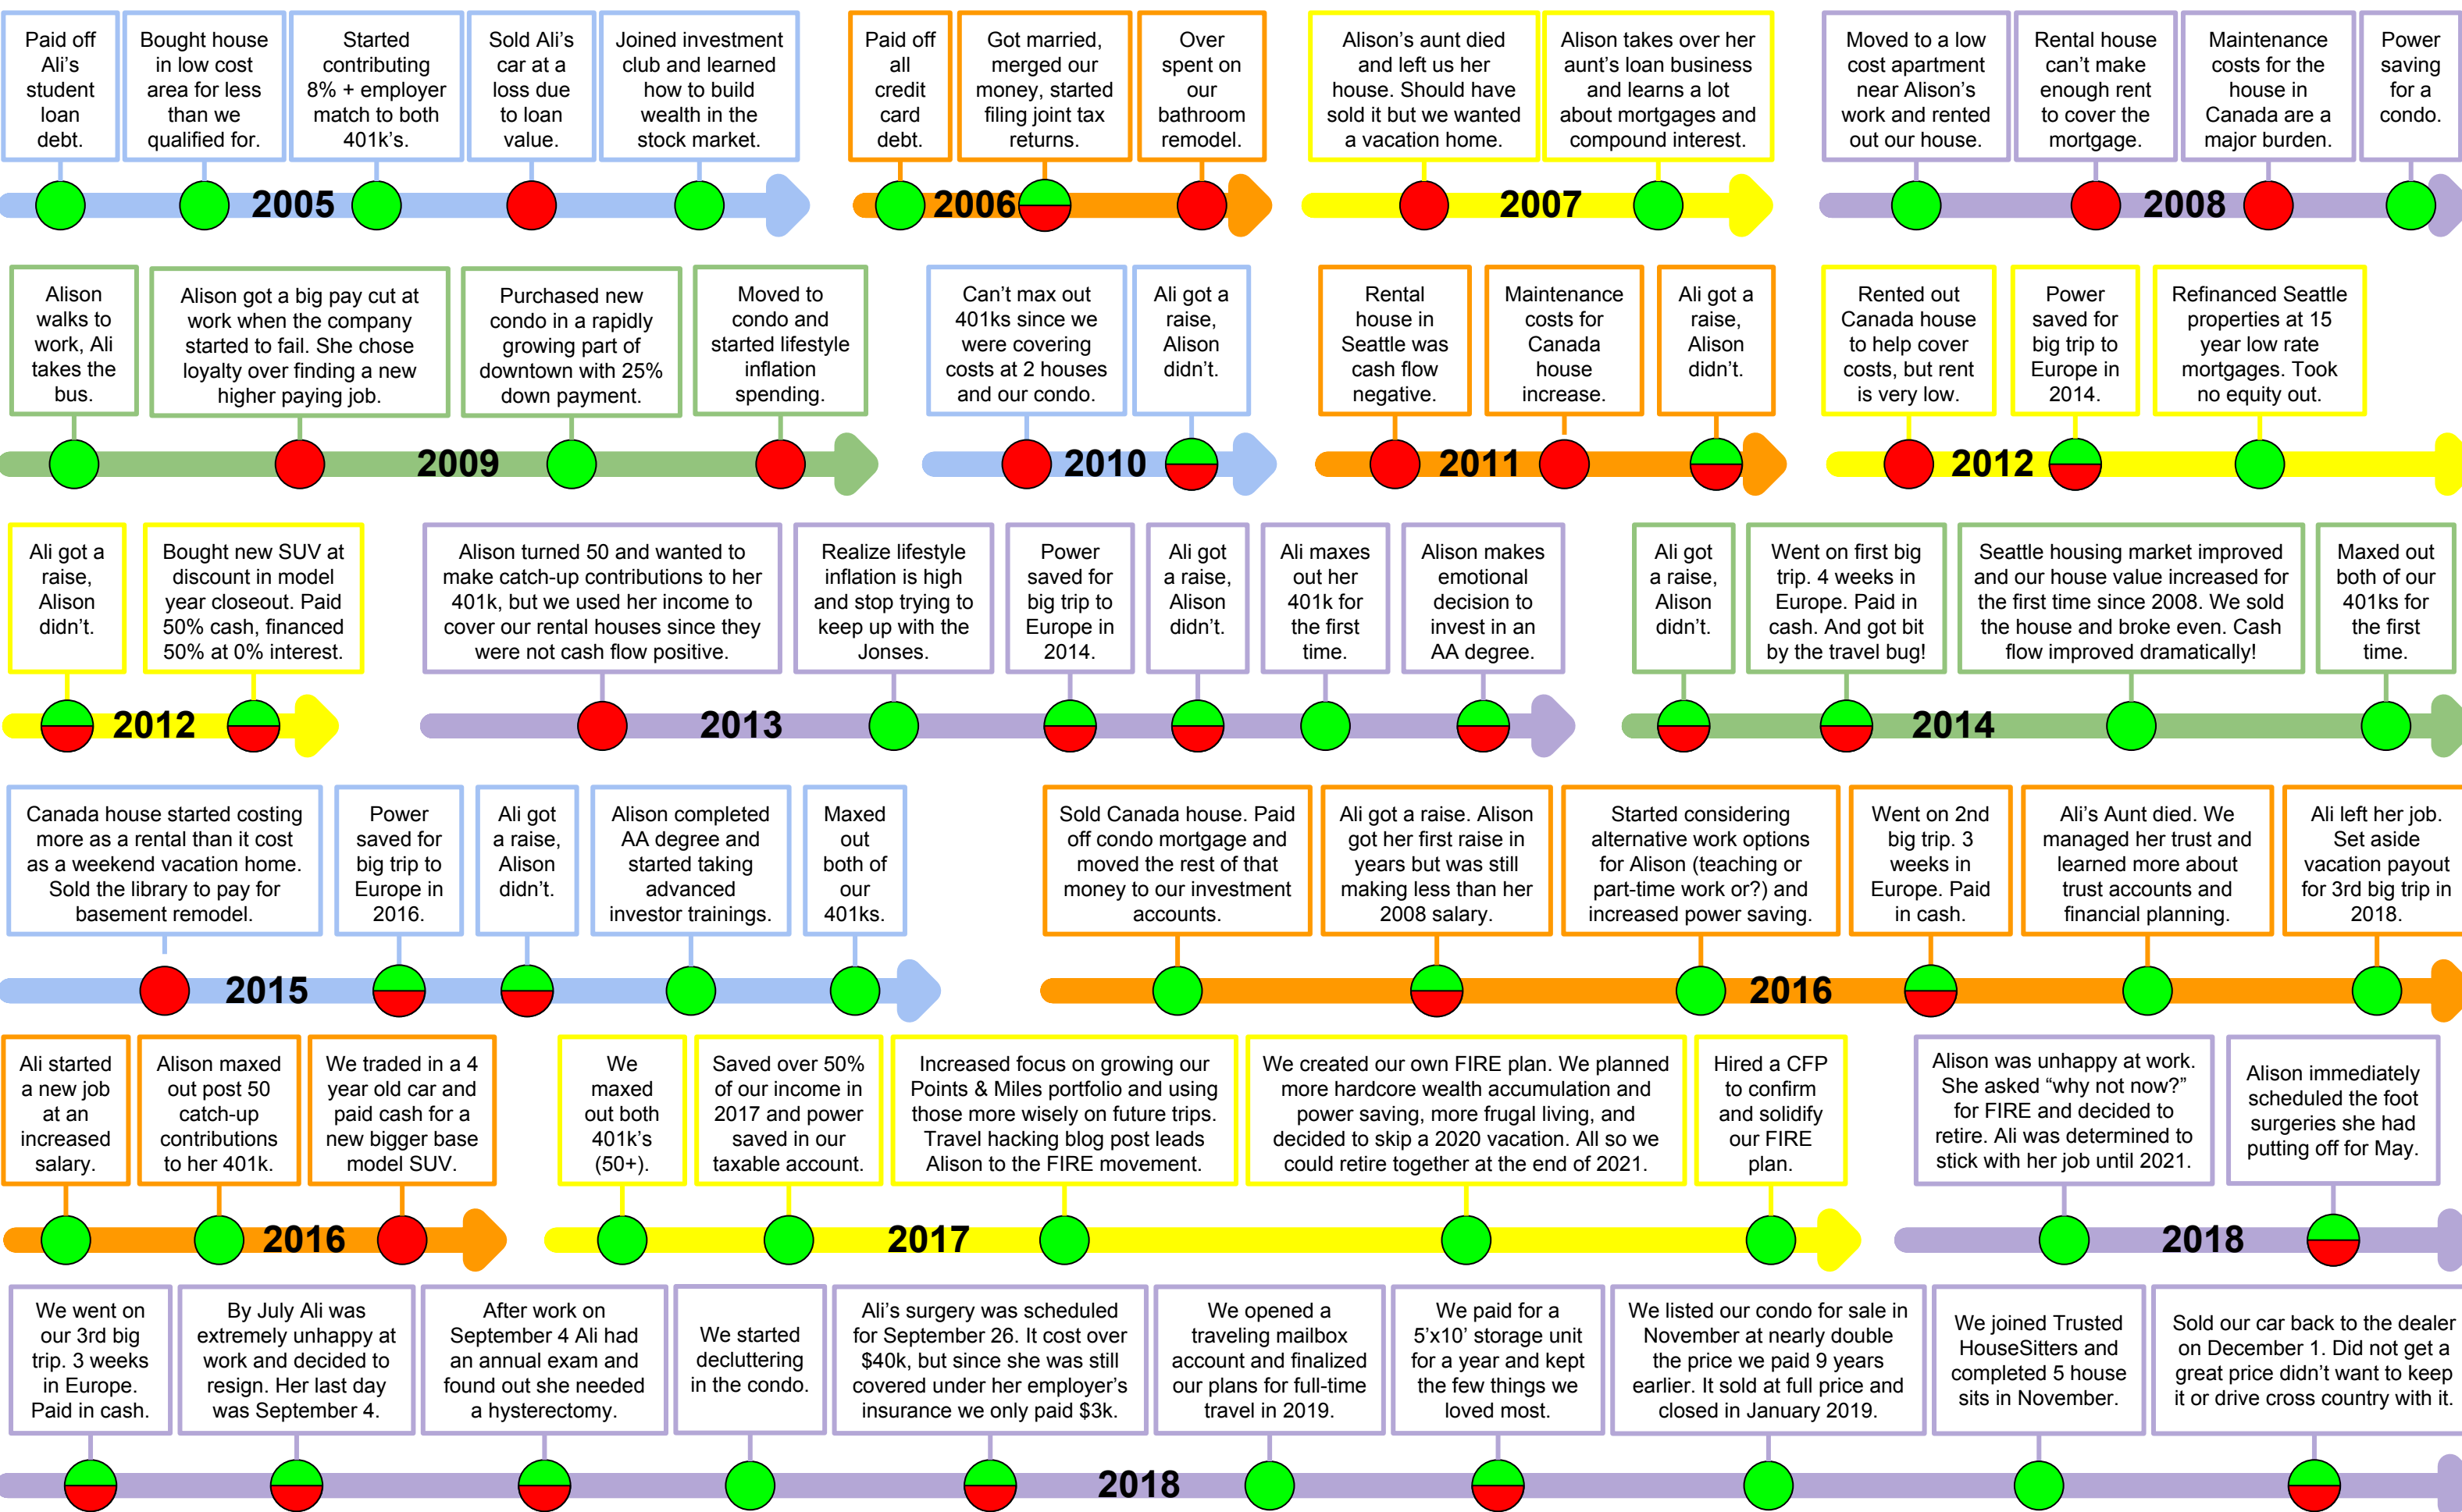 Paid off
Ali’s
student
loan
debt.
Bought house
in low cost
area for less
than we
qualified for.
Started
contributing
8% + employer
match to both
401k’s.
Sold Ali’s
car at a
loss due
to loan
value.
Joined investment
club and learned
how to build
wealth in the
stock market.
2005
Paid off
all
credit
card
debt.
Got married,
merged our
money, started
filing joint tax
returns.
Over
spent on
our
bathroom
remodel.
2006
Alison’s aunt died
and left us her
house. Should have
sold it but we wanted
a vacation home.
Alison takes over her
aunt’s loan business
and learns a lot
about mortgages and
compound interest.
2007
Moved to a low
cost apartment
near Alison’s
work and rented
out our house.
Rental house
can’t make
enough rent
to cover the
mortgage.
Maintenance
costs for the
house in
Canada are a
major burden.
Power
saving
for a
condo.
2008
Alison
walks to
work, Ali
takes the
bus.
Alison got a big pay cut at
work when the company
started to fail. She chose
loyalty over finding a new
higher paying job.
Purchased new
condo in a rapidly
growing part of
downtown with 25%
down payment.
Moved to
condo and
started lifestyle
inflation
spending.
2009
Can’t max out
401ks since we
were covering
costs at 2 houses
and our condo.
Ali got a
raise,
Alison
didn’t.
2010
Rental
house in
Seattle was
cash flow
negative.
Maintenance
costs for
Canada
house
increase.
Ali got a
raise,
Alison
didn’t.
2011
Rented out
Canada house
to help cover
costs, but rent
is very low.
Power
saved for
big trip to
Europe in
2014.
Refinanced Seattle
properties at 15
year low rate
mortgages. Took
no equity out.
2012
Ali got a
raise,
Alison
didn’t.
Bought new SUV at
discount in model
year closeout. Paid
50% cash, financed
50% at 0% interest.
2012
Alison turned 50 and wanted to
make catch-up contributions to her
401k, but we used her income to
cover our rental houses since they
were not cash flow positive.
Realize lifestyle
inflation is high
and stop trying to
keep up with the
Jonses.
Power
saved for
big trip to
Europe in
2014.
Ali got
a raise,
Alison
didn’t.
Ali maxes
out her
401k for
the first
time.
Alison makes
emotional
decision to
invest in an
AA degree.
2013
Ali got
a raise,
Alison
didn’t.
Went on first big
trip. 4 weeks in
Europe. Paid in
cash. And got bit
by the travel bug!
Seattle housing market improved
and our house value increased for
the first time since 2008. We sold
the house and broke even. Cash
flow improved dramatically!
Maxed out
both of our
401ks for
the first
time.
2014
Canada house started costing
more as a rental than it cost
as a weekend vacation home.
Sold the library to pay for
basement remodel.
Power
saved for
big trip to
Europe in
2016.
Ali got
a raise,
Alison
didn’t.
Alison completed
AA degree and
started taking
advanced
investor trainings.
Maxed
out
both of
our
401ks.
2015
Sold Canada house. Paid
off condo mortgage and
moved the rest of that
money to our investment
accounts.
Ali got a raise. Alison
got her first raise in
years but was still
making less than her
2008 salary.
Started considering
alternative work options
for Alison (teaching or
part-time work or?) and
increased power saving.
Went on 2nd
big trip. 3
weeks in
Europe. Paid
in cash.
Ali’s Aunt died. We
managed her trust and
learned more about
trust accounts and
financial planning.
Ali left her job.
Set aside
vacation payout
for 3rd big trip in
2018.
2016
Ali started
a new job
at an
increased
salary.
Alison maxed
out post 50
catch-up
contributions
to her 401k.
We traded in a 4
year old car and
paid cash for a
new bigger base
model SUV.
2016
We
maxed
out both
401k’s
(50+).
Saved over 50%
of our income in
2017 and power
saved in our
taxable account.
Increased focus on growing our
Points & Miles portfolio and using
those more wisely on future trips.
Travel hacking blog post leads
Alison to the FIRE movement.
We created our own FIRE plan. We planned
more hardcore wealth accumulation and
power saving, more frugal living, and
decided to skip a 2020 vacation. All so we
could retire together at the end of 2021.
Hired a CFP
to confirm
and solidify
our FIRE
plan.
2017
Alison was unhappy at work.
She asked “why not now?”
for FIRE and decided to
retire. Ali was determined to
stick with her job until 2021.
Alison immediately
scheduled the foot
surgeries she had
putting off for May.
2018
We went on
our 3rd big
trip. 3 weeks
in Europe.
Paid in cash.
By July Ali was
extremely unhappy at
work and decided to
resign. Her last day
was September 4.
After work on
September 4 Ali had
an annual exam and
found out she needed
a hysterectomy.
We started
decluttering
in the condo.
Ali’s surgery was scheduled
for September 26. It cost over
$40k, but since she was still
covered under her employer’s
insurance we only paid $3k.
We opened a
traveling mailbox
account and finalized
our plans for full-time
travel in 2019.
We paid for a
5’x10’ storage unit
for a year and kept
the few things we
loved most.
We listed our condo for sale in
November at nearly double
the price we paid 9 years
earlier. It sold at full price and
closed in January 2019.
We joined Trusted
HouseSitters and
completed 5 house
sits in November.
Sold our car back to the dealer
on December 1. Did not get a
great price didn’t want to keep
it or drive cross country with it.
2018